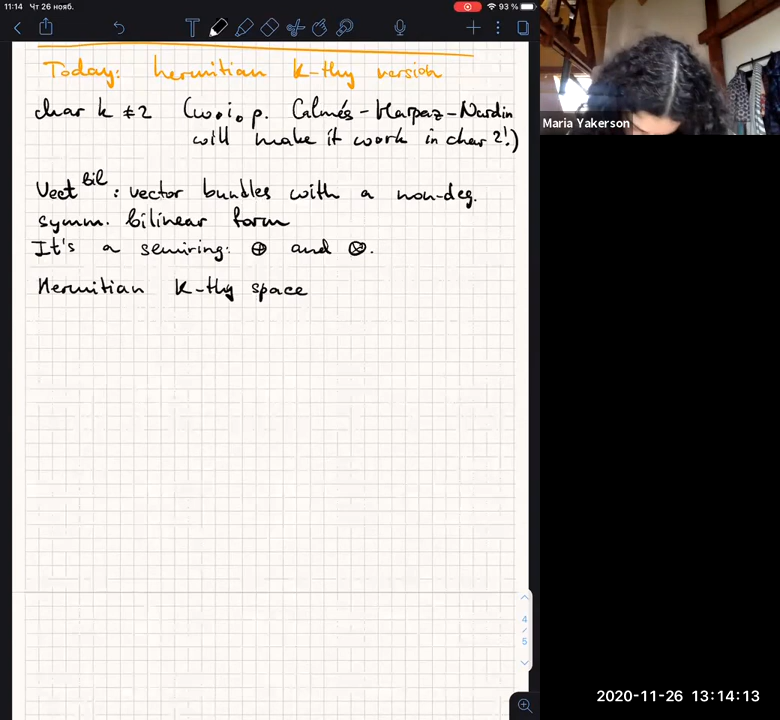 11:14 Чт 26 нояб.
93 %
Today: hermitian K-thy version
char k ≠ 2 (w.i.p. Calmés - Harpaz - Nardin
will make it work in char 2!)
Vect^bil : vector bundles with a non-deg.
symm. bilinear form
It's a semiring: ⊕ and ⊗.
Hermitian K-thy space
4
/
5
Maria Yakerson
2020-11-26 13:14:13